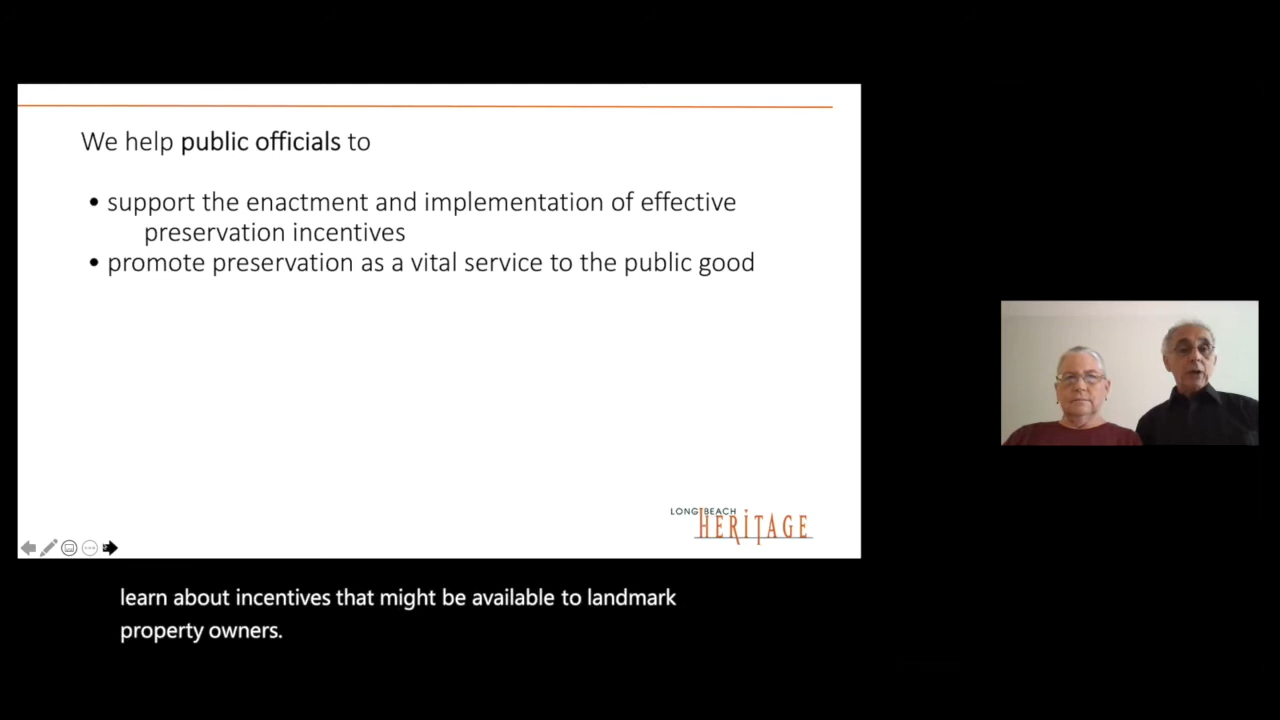 We help public officials to
• support the enactment and implementation of effective
preservation incentives
• promote preservation as a vital service to the public good
LONG BEACH
HERiTAGE
learn about incentives that might be available to landmark
property owners.